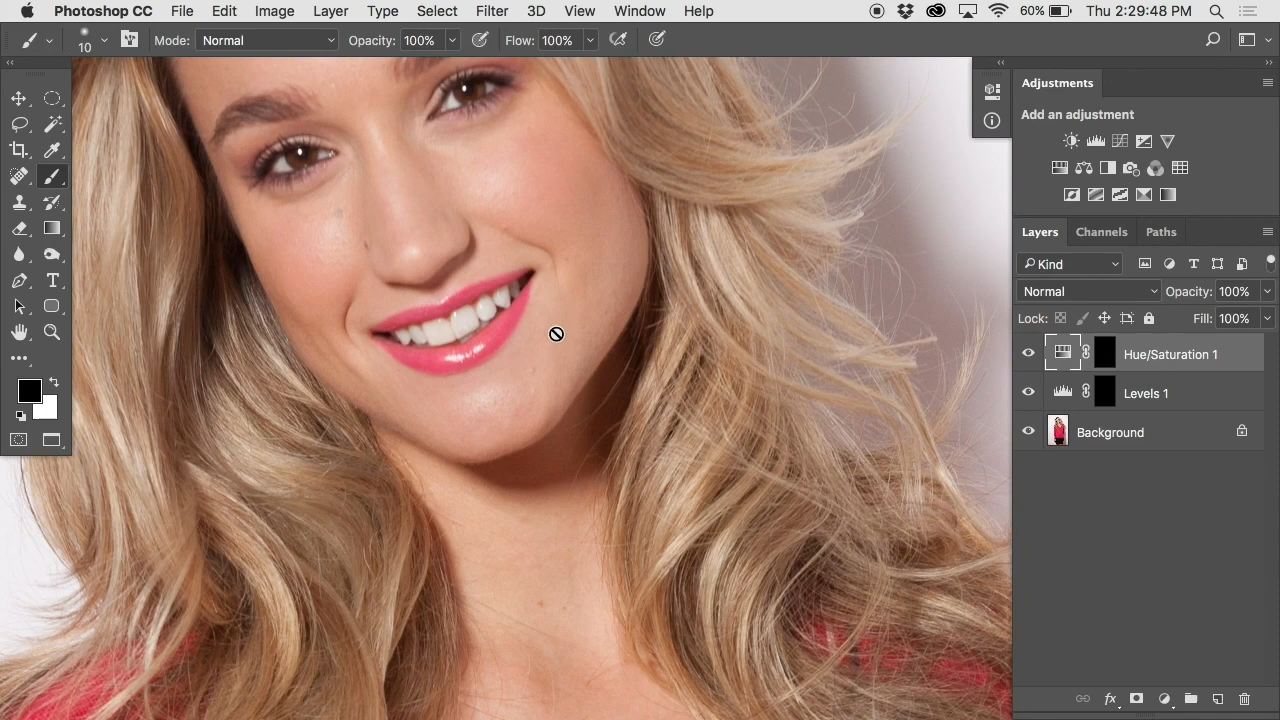 Photoshop CC File Edit Image Layer Type Select Filter 3D View Window Help 60% Thu 2:29:48 PM
10 Mode: Normal Opacity: 100% Flow: 100%
Adjustments
Add an adjustment
Layers Channels Paths
Kind
Normal Opacity: 100%
Lock: Fill: 100%
Hue/Saturation 1
Levels 1
Background
fx